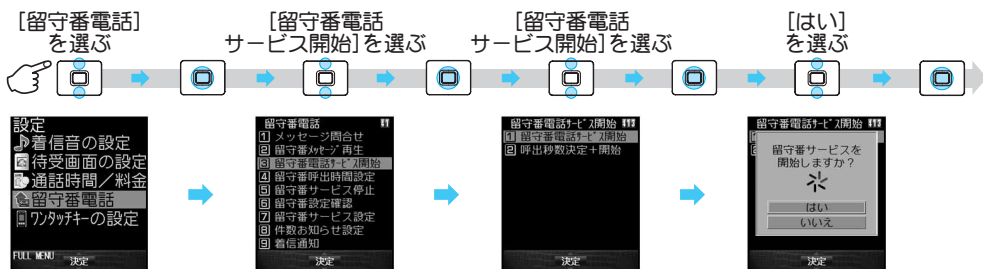 [留守番電話]
を選ぶ
[留守番電話
サービス開始]を選ぶ
[留守番電話
サービス開始]を選ぶ
[はい]
を選ぶ
設定
着信音の設定
待受画面の設定
通話時間／料金
留守番電話
ワンタッチキーの設定
FULL MENU 決定
留守番電話
1 メッセージ問合せ
2 留守番メッセージ再生
3 留守番電話サービス開始
4 留守番呼出時間設定
5 留守番サービス停止
6 留守番設定確認
7 留守番サービス設定
8 件数お知らせ設定
9 着信通知
決定
留守番電話サービス開始
1 留守番電話サービス開始
2 呼出秒数決定＋開始
決定
留守番電話サービス開始
留守番サービスを
開始しますか？
はい
いいえ
決定